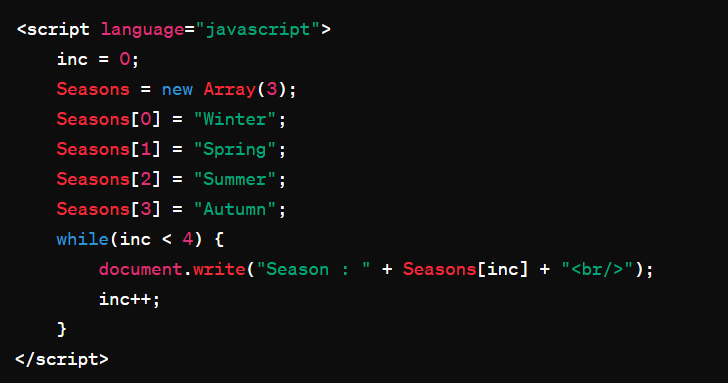 <script language="javascript">
    inc = 0;
    Seasons = new Array(3);
    Seasons[0] = "Winter";
    Seasons[1] = "Spring";
    Seasons[2] = "Summer";
    Seasons[3] = "Autumn";
    while(inc < 4) {
        document.write("Season : " + Seasons[inc] + "<br/>");
        inc++;
    }
</script>